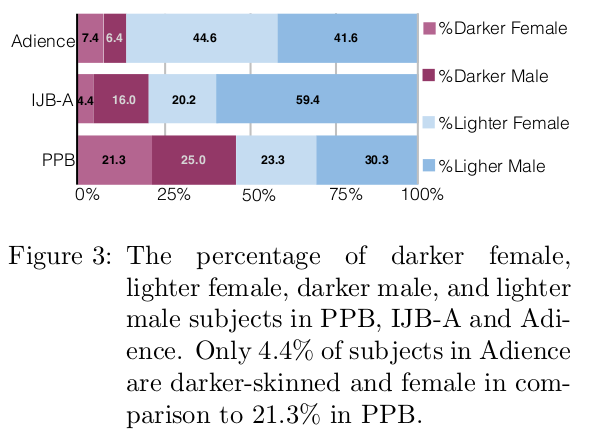 Adience 7.4 6.4 44.6 41.6
IJB-A 4.4 16.0 20.2 59.4
PPB 21.3 25.0 23.3 30.3
0% 25% 50% 75% 100%
%Darker Female
%Darker Male
%Lighter Female
%Ligher Male
Figure 3: The percentage of darker female,
lighter female, darker male, and lighter
male subjects in PPB, IJB-A and Adi-
ence. Only 4.4% of subjects in Adience
are darker-skinned and female in com-
parison to 21.3% in PPB.